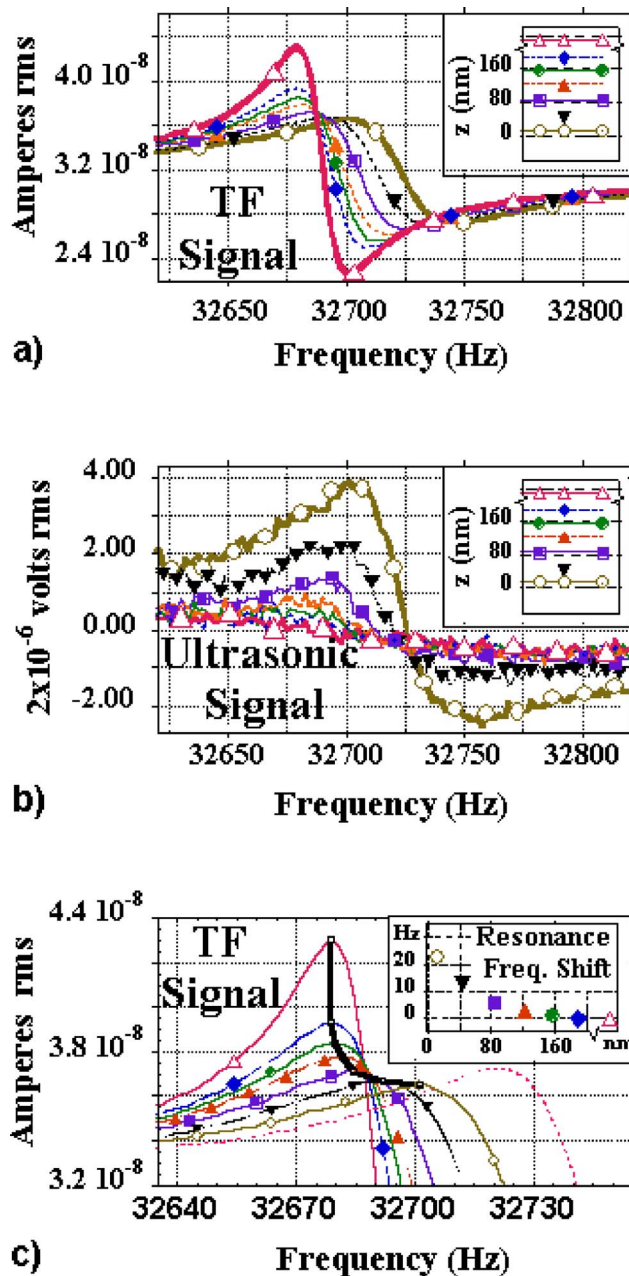 4.0 10⁻⁸
3.2 10⁻⁸
2.4 10⁻⁸
Amperes rms
TF
Signal
z (nm)
160
80
0
32650 32700 32750 32800
Frequency (Hz)
a)
4.00
2.00
0.00
-2.00
2x10⁻⁶ volts rms
Ultrasonic
Signal
z (nm)
160
80
0
32650 32700 32750 32800
Frequency (Hz)
b)
4.4 10⁻⁸
3.8 10⁻⁸
3.2 10⁻⁸
Amperes rms
TF
Signal
Hz
20
0
Resonance
Freq. Shift
0 80 160 nm
32640 32670 32700 32730
Frequency (Hz)
c)